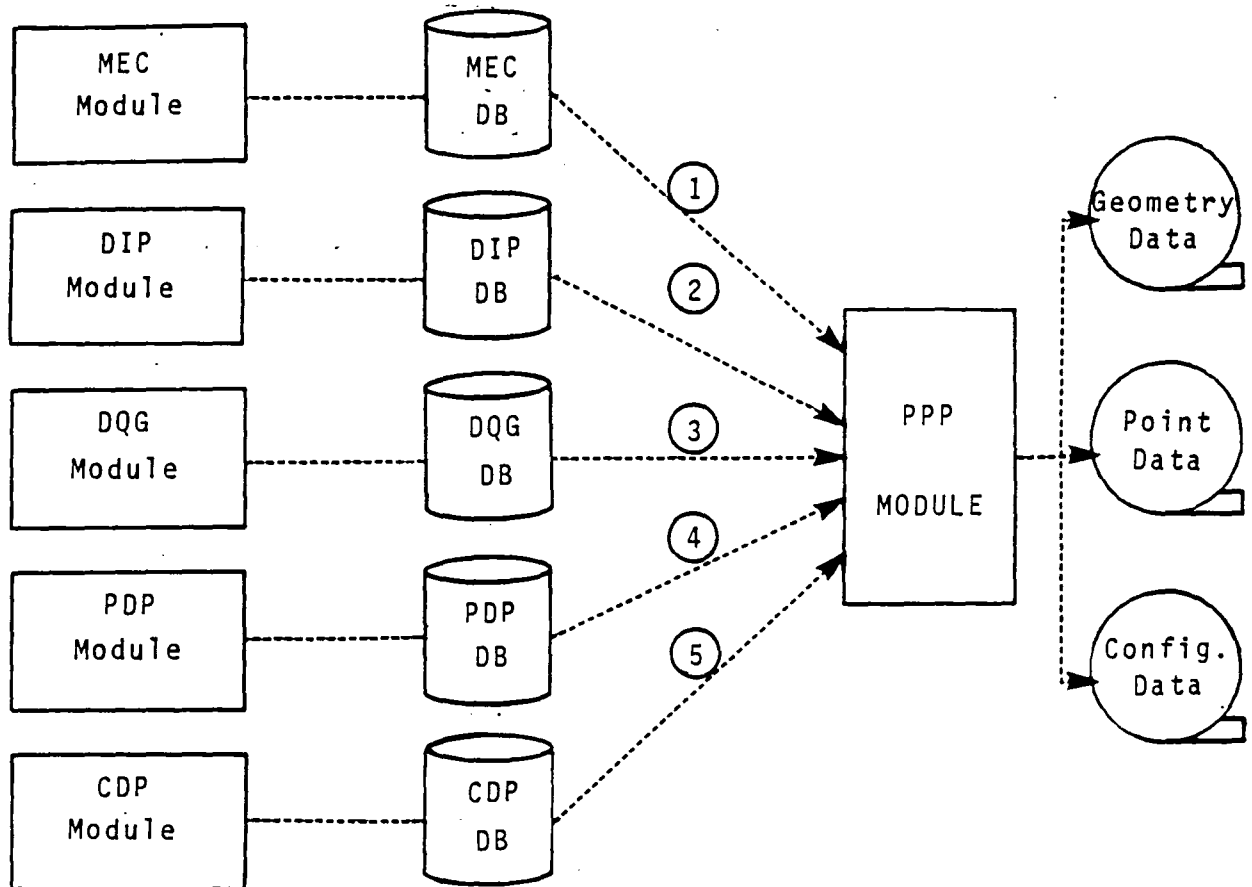 MEC
Module
MEC
DB
1
DIP
Module
DIP
DB
2
DQG
Module
DQG
DB
3
PDP
Module
PDP
DB
4
CDP
Module
CDP
DB
5
PPP
MODULE
Geometry
Data
Point
Data
Config.
Data